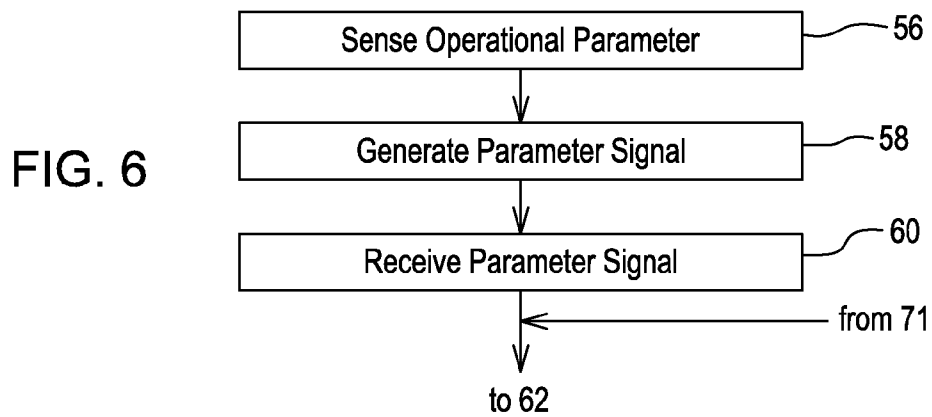 Sense Operational Parameter
56
FIG. 6
Generate Parameter Signal
58
Receive Parameter Signal
60
from 71
to 62